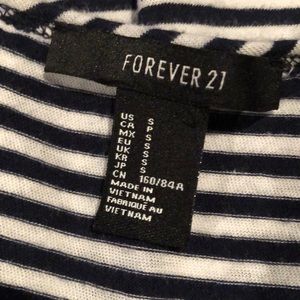 FOREVER 21
US S
CA P
MX S
EU S
UK S
KR S
JP S
CN 160/84A
MADE IN
VIETNAM
FABRIQUÉ AU
VIETNAM